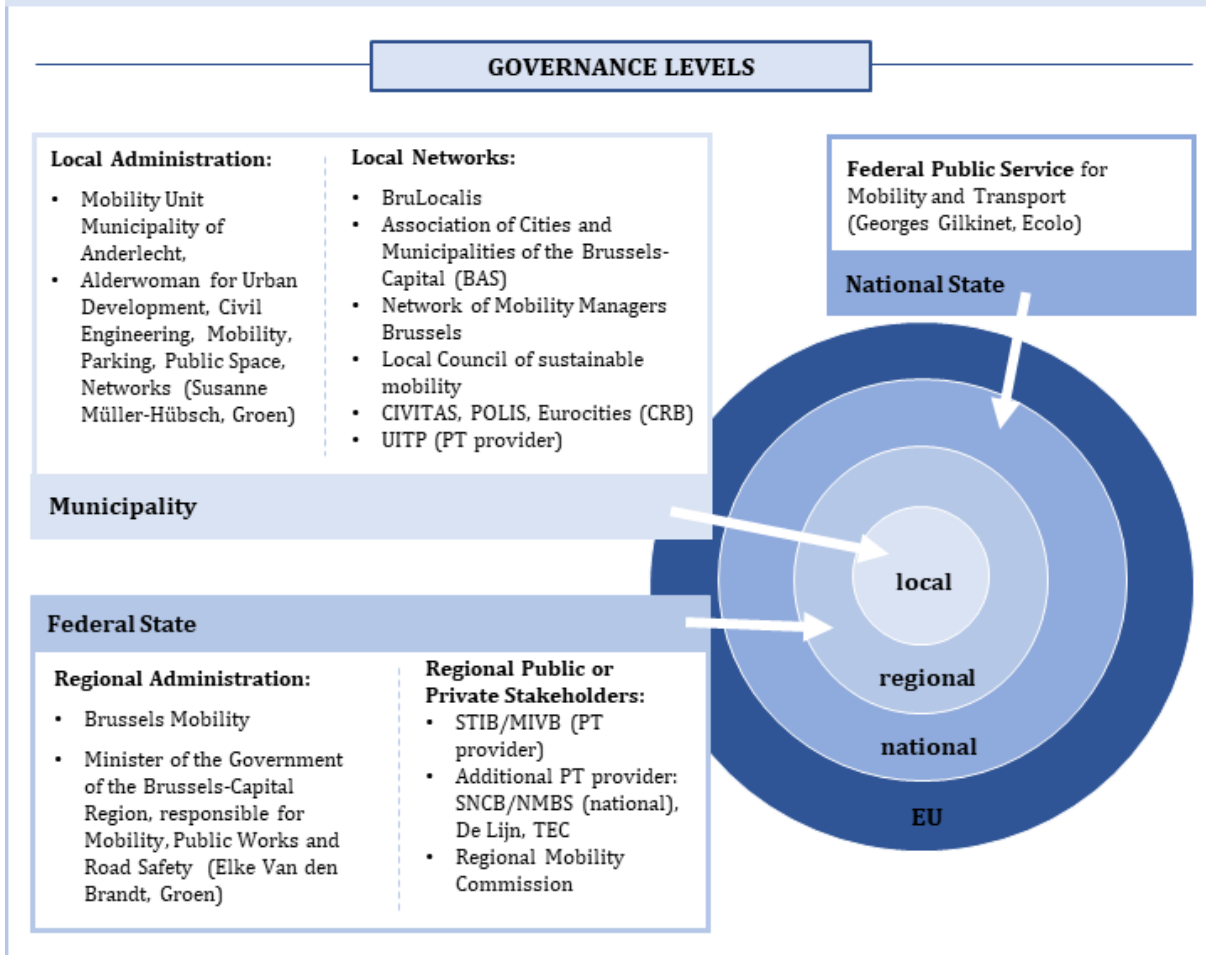 GOVERNANCE LEVELS
Local Administration:
• Mobility Unit
Municipality of
Anderlecht,
• Alderwoman for Urban
Development, Civil
Engineering, Mobility,
Parking, Public Space,
Networks (Susanne
Müller-Hübsch, Groen)
Local Networks:
• BruLocalis
• Association of Cities and
Municipalities of the Brussels-
Capital (BAS)
• Network of Mobility Managers
Brussels
• Local Council of sustainable
mobility
• CIVITAS, POLIS, Eurocities (CRB)
• UITP (PT provider)
Municipality
Federal Public Service for
Mobility and Transport
(Georges Gilkinet, Ecolo)
National State
local
regional
national
EU
Federal State
Regional Administration:
• Brussels Mobility
• Minister of the Government
of the Brussels-Capital
Region, responsible for
Mobility, Public Works and
Road Safety (Elke Van den
Brandt, Groen)
Regional Public or
Private Stakeholders:
• STIB/MIVB (PT
provider)
• Additional PT provider:
SNCB/NMBS (national),
De Lijn, TEC
• Regional Mobility
Commission